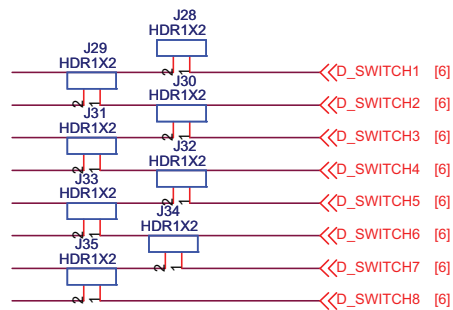 J28
HDR1X2
J29
HDR1X2
2 1 D_SWITCH1 [6]
J30
HDR1X2
2 1 D_SWITCH2 [6]
J31
HDR1X2
2 1 D_SWITCH3 [6]
J32
HDR1X2
2 1 D_SWITCH4 [6]
J33
HDR1X2
2 1 D_SWITCH5 [6]
J34
HDR1X2
2 1 D_SWITCH6 [6]
J35
HDR1X2
2 1 D_SWITCH7 [6]
2 1 D_SWITCH8 [6]